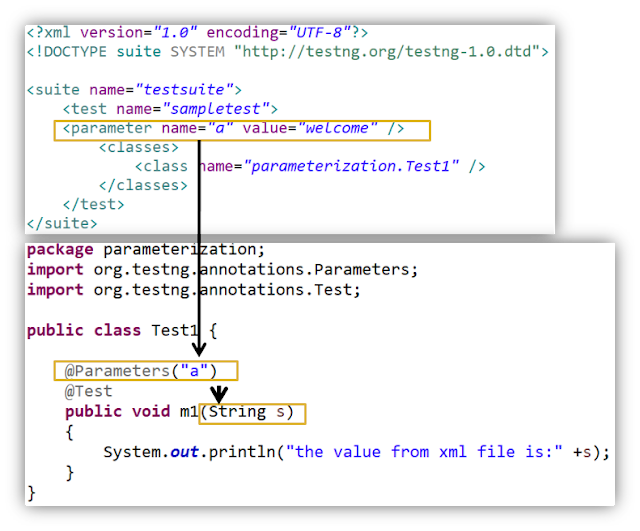 <?xml version="1.0" encoding="UTF-8"?>
<!DOCTYPE suite SYSTEM "http://testng.org/testng-1.0.dtd">
<suite name="testsuite">
<test name="sampletest">
<parameter name="a" value="welcome" />
<classes>
<class name="parameterization.Test1" />
</classes>
</test>
</suite>
package parameterization;
import org.testng.annotations.Parameters;
import org.testng.annotations.Test;
public class Test1 {
@Parameters("a")
@Test
public void m1(String s)
{
System.out.println("the value from xml file is:" +s);
}
}